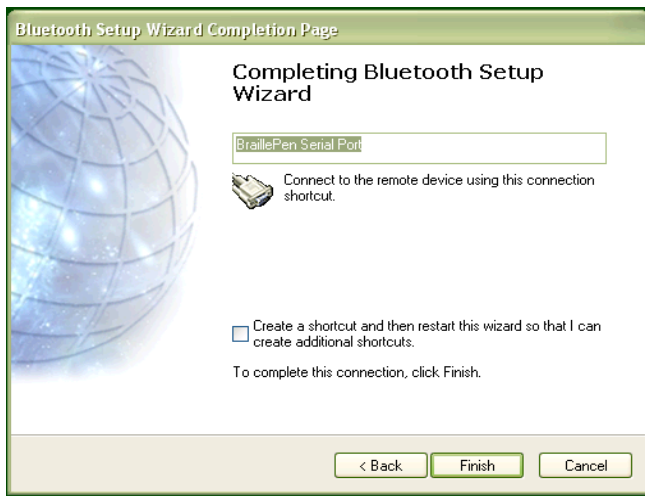 Bluetooth Setup Wizard Completion Page
Completing Bluetooth Setup
Wizard
BraillePen Serial Port
Connect to the remote device using this connection
shortcut.
Create a shortcut and then restart this wizard so that I can
create additional shortcuts.
To complete this connection, click Finish.
< Back
Finish
Cancel